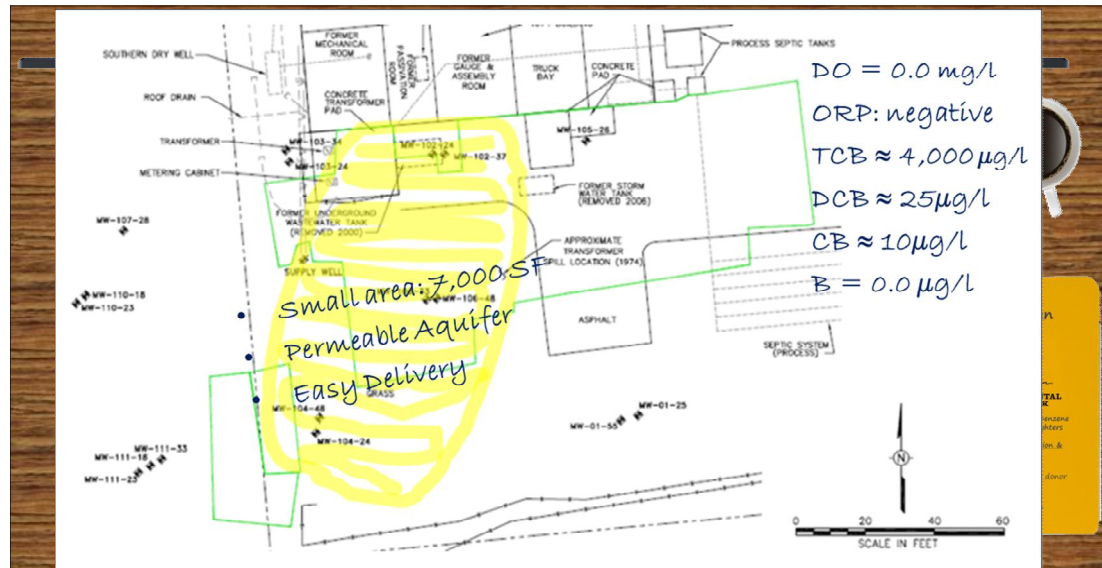 FORMER
MECHANICAL
ROOM
SOUTHERN DRY WELL
FORMER
PASSIVATION
ROOM
FORMER
GAUGE &
ASSEMBLY
ROOM
TRUCK
BAY
CONCRETE
PAD
PROCESS SEPTIC TANKS
ROOF DRAIN
CONCRETE
TRANSFORMER
PAD
TRANSFORMER
METERING CABINET
MW-103-34
MW-103-24
MW-102-24
MW-102-37
MW-105-26
FORMER STORM
WATER TANK
(REMOVED 2006)
FORMER UNDERGROUND
WASTEWATER TANK
(REMOVED 2000)
MW-107-28
APPROXIMATE
TRANSFORMER
SPILL LOCATION (1974)
SUPPLY WELL
MW-110-18
MW-110-23
MW-106-48
Small area: 7,000 SF
Permeable Aquifer
Easy Delivery
ASPHALT
SEPTIC SYSTEM
(PROCESS)
GRASS
MW-104-48
MW-104-24
MW-01-25
MW-01-55
MW-111-33
MW-111-18
MW-111-23
N
0 20 40 60
SCALE IN FEET
DO = 0.0 mg/l
ORP: negative
TCB ≈ 4,000 µg/l
DCB ≈ 25µg/l
CB ≈ 10µg/l
B = 0.0 µg/l
donor